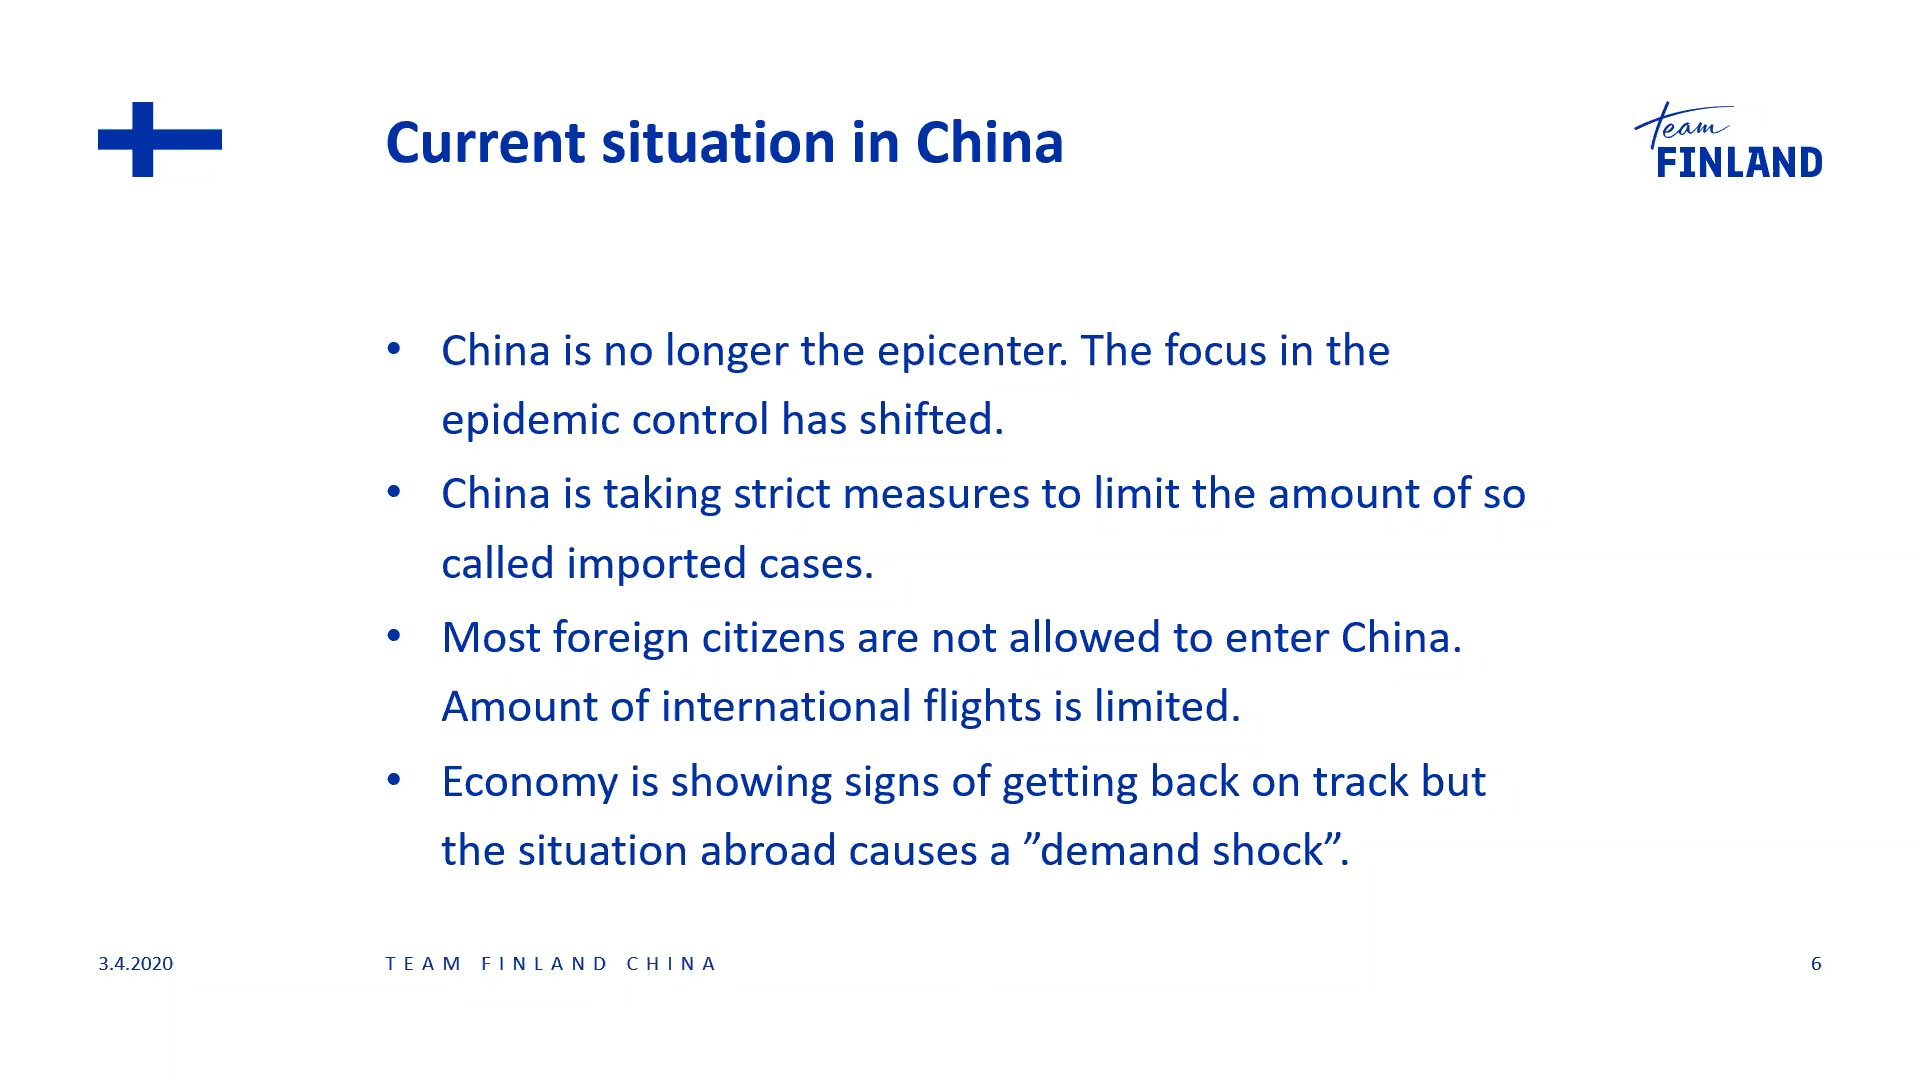 Current situation in China
Team
FINLAND
• China is no longer the epicenter. The focus in the
epidemic control has shifted.
• China is taking strict measures to limit the amount of so
called imported cases.
• Most foreign citizens are not allowed to enter China.
Amount of international flights is limited.
• Economy is showing signs of getting back on track but
the situation abroad causes a ”demand shock”.
3.4.2020
TEAM FINLAND CHINA
6